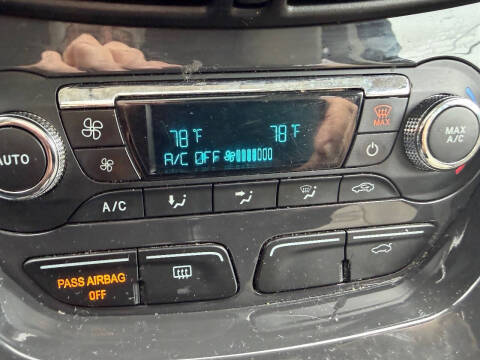 78°F 78°F
A/C OFF
MAX
AUTO
MAX
A/C
A/C
PASS AIRBAG
OFF